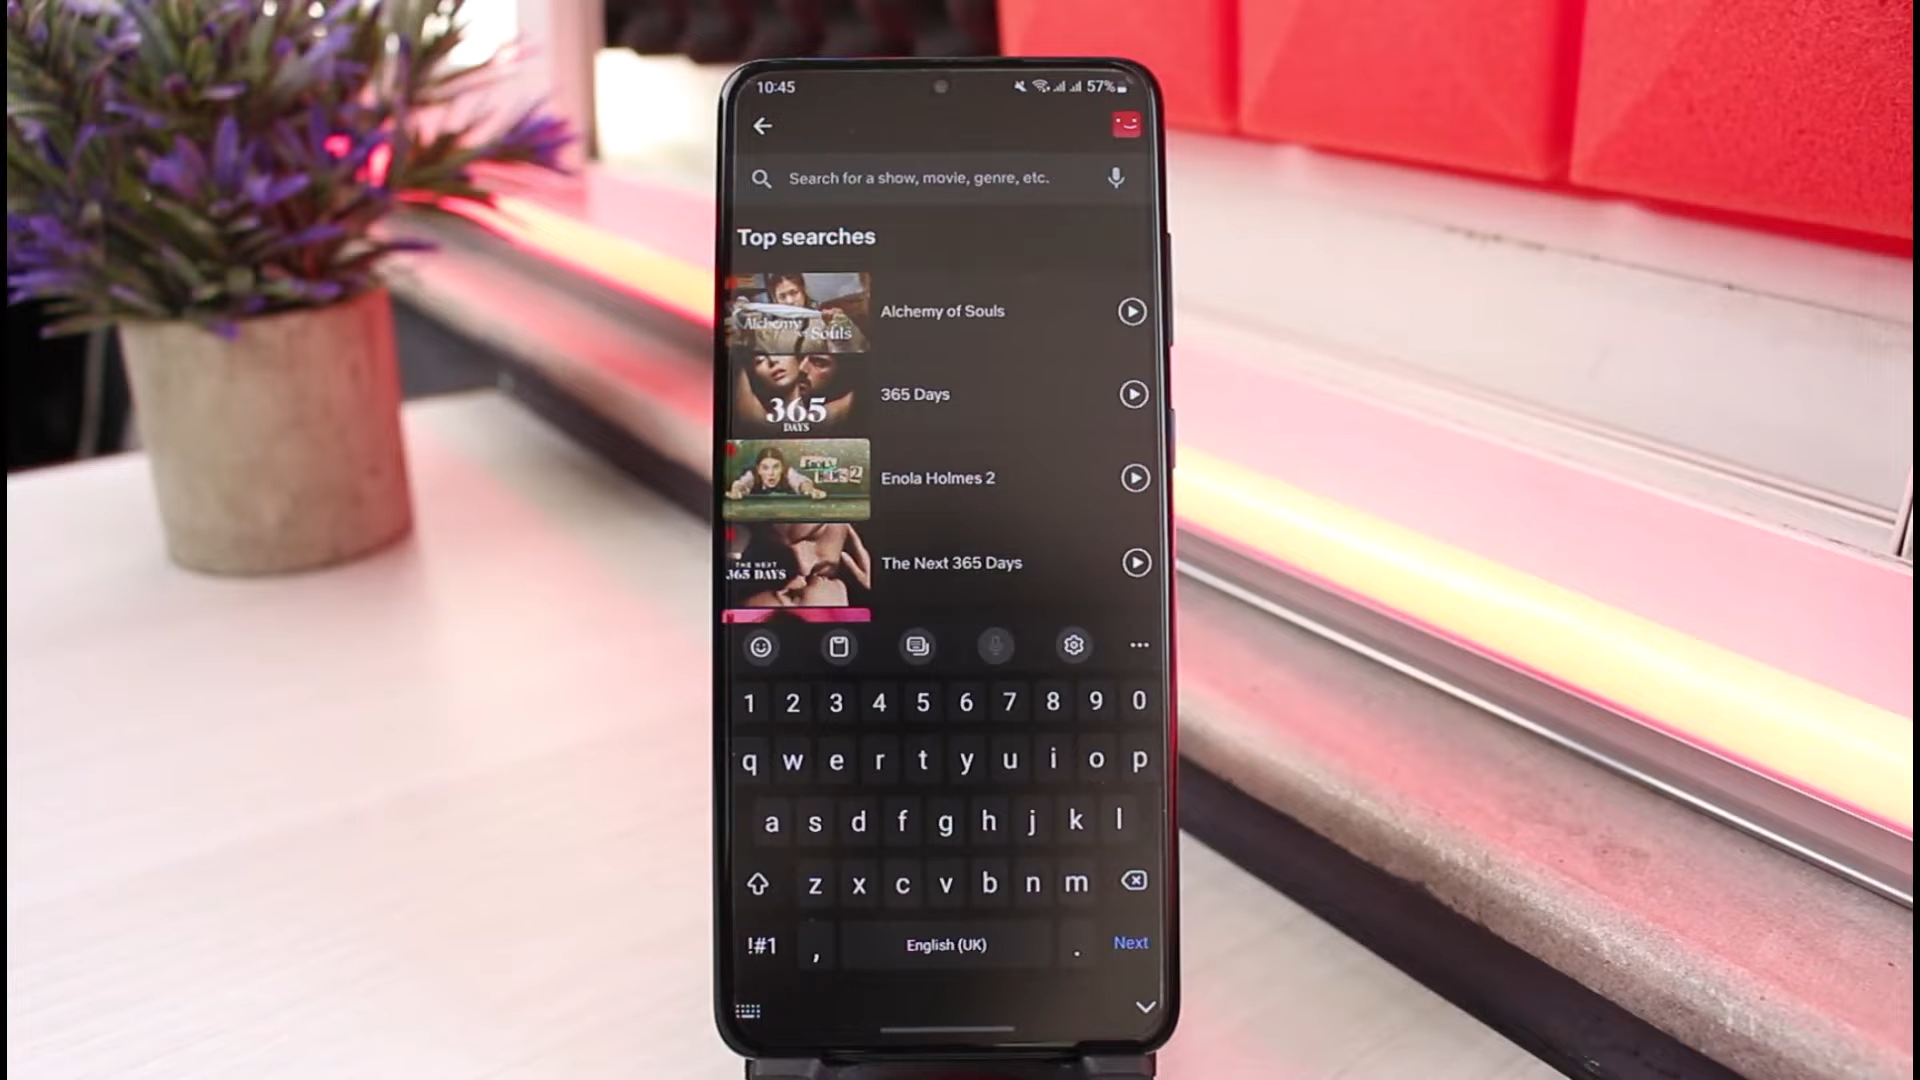 10:45
57%
Search for a show, movie, genre, etc.
Top searches
Alchemy of Souls
Alchemy of Souls
365 DAYS
365 Days
Enola Holmes 2
THE NEXT
365 DAYS
The Next 365 Days
1 2 3 4 5 6 7 8 9 0
q w e r t y u i o p
a s d f g h j k l
z x c v b n m
!#1 , English (UK) . Next